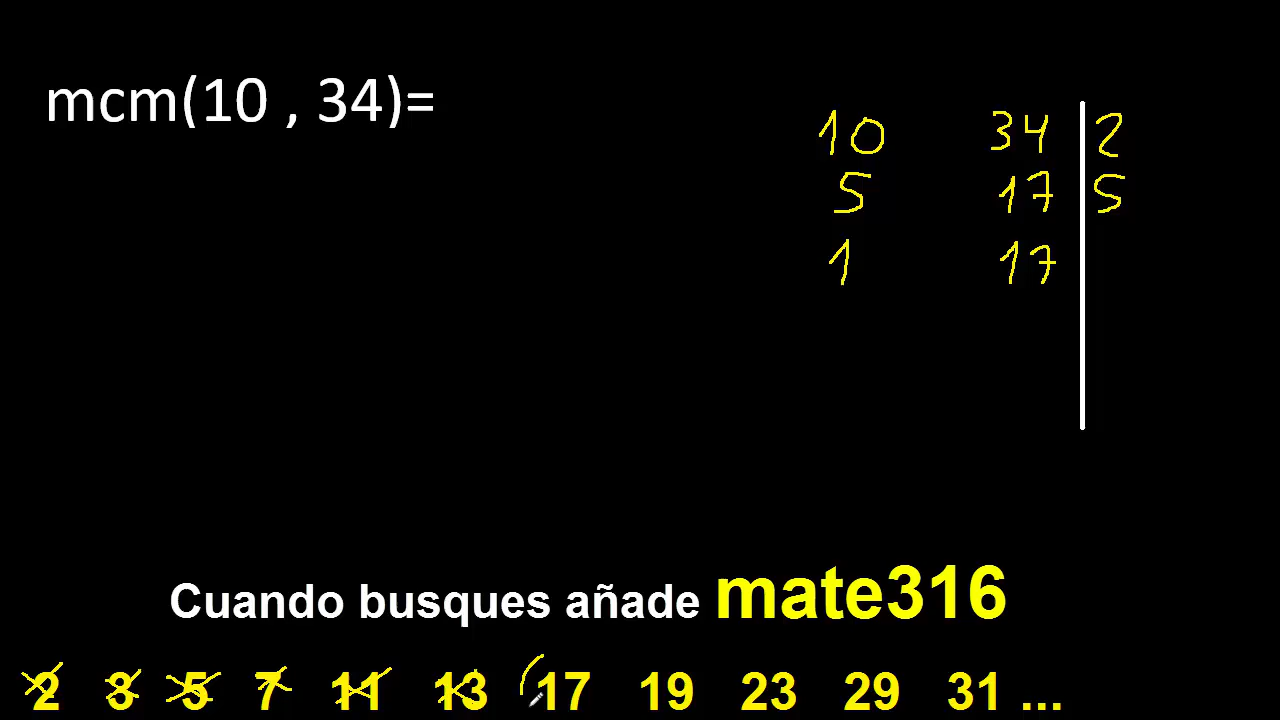 mcm(10 , 34)=
10 34 2
5 17 5
1 17
Cuando busques añade mate316
2 3 5 7 11 13 17 19 23 29 31 ...